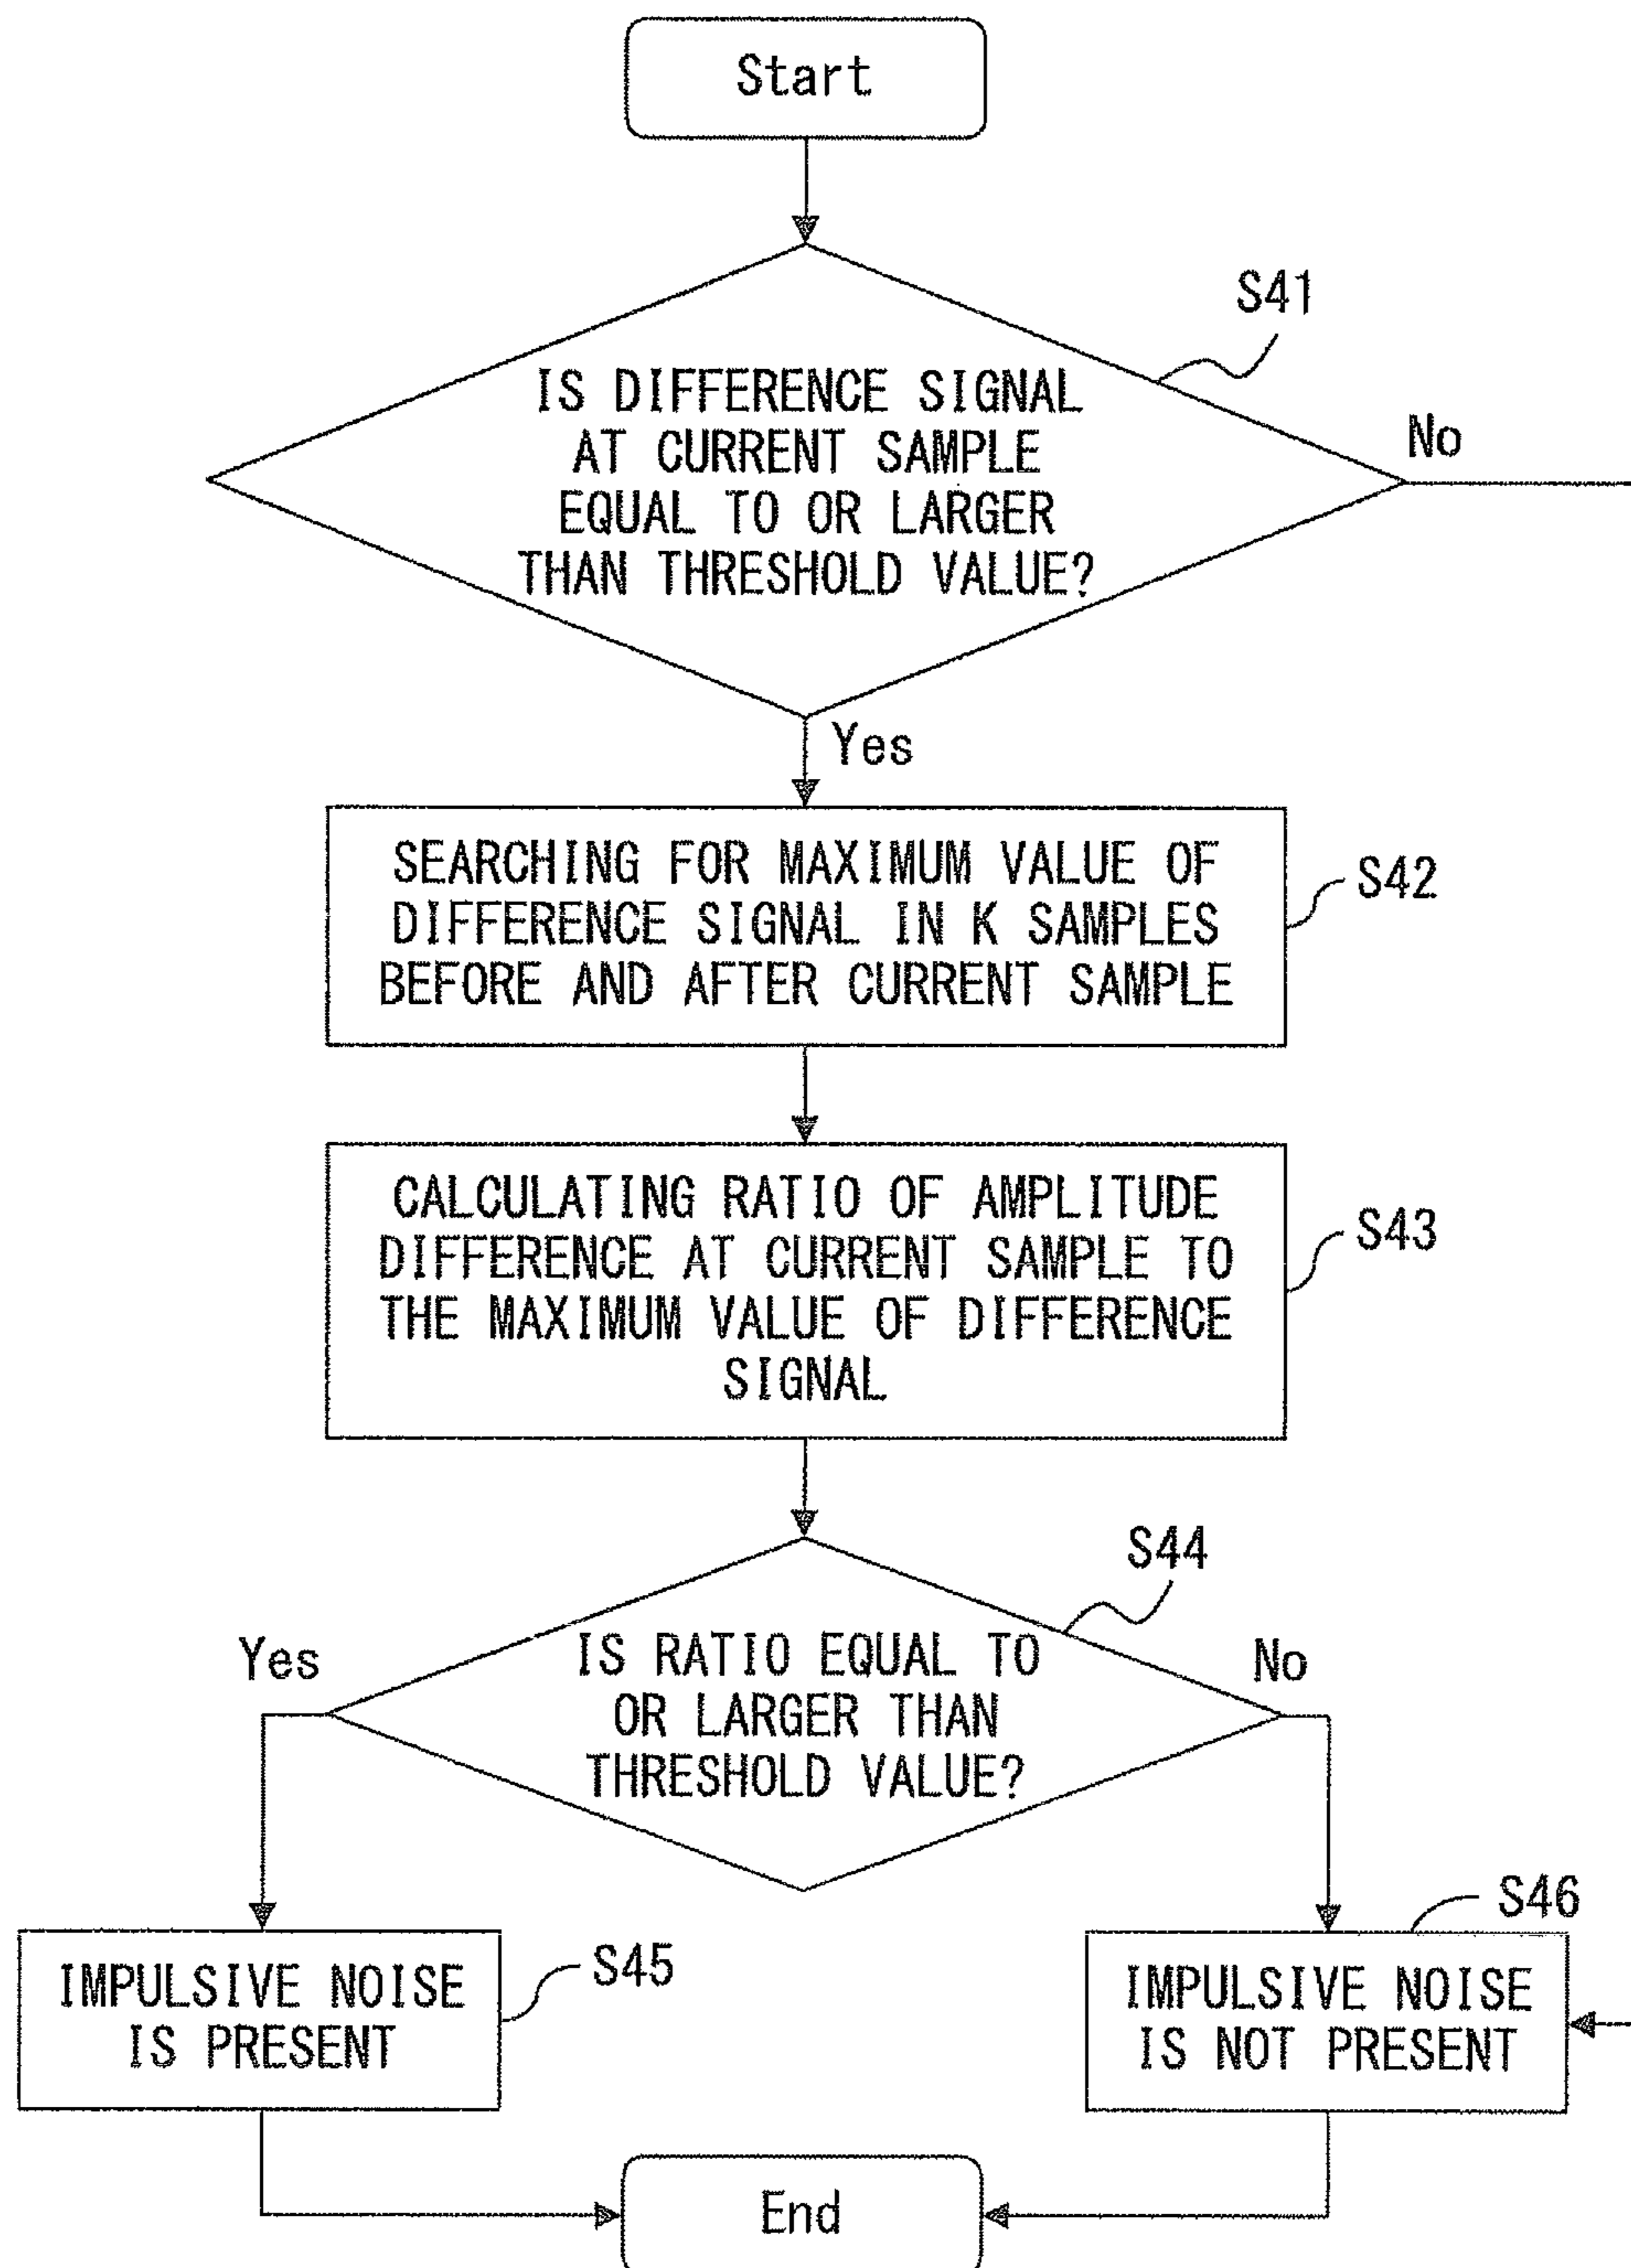 Start
S41
IS DIFFERENCE SIGNAL
AT CURRENT SAMPLE
EQUAL TO OR LARGER
THAN THRESHOLD VALUE?
No
Yes
SEARCHING FOR MAXIMUM VALUE OF
DIFFERENCE SIGNAL IN K SAMPLES
BEFORE AND AFTER CURRENT SAMPLE
S42
CALCULATING RATIO OF AMPLITUDE
DIFFERENCE AT CURRENT SAMPLE TO
THE MAXIMUM VALUE OF DIFFERENCE
SIGNAL
S43
S44
Yes
IS RATIO EQUAL TO
OR LARGER THAN
THRESHOLD VALUE?
No
IMPULSIVE NOISE
IS PRESENT
S45
S46
IMPULSIVE NOISE
IS NOT PRESENT
End